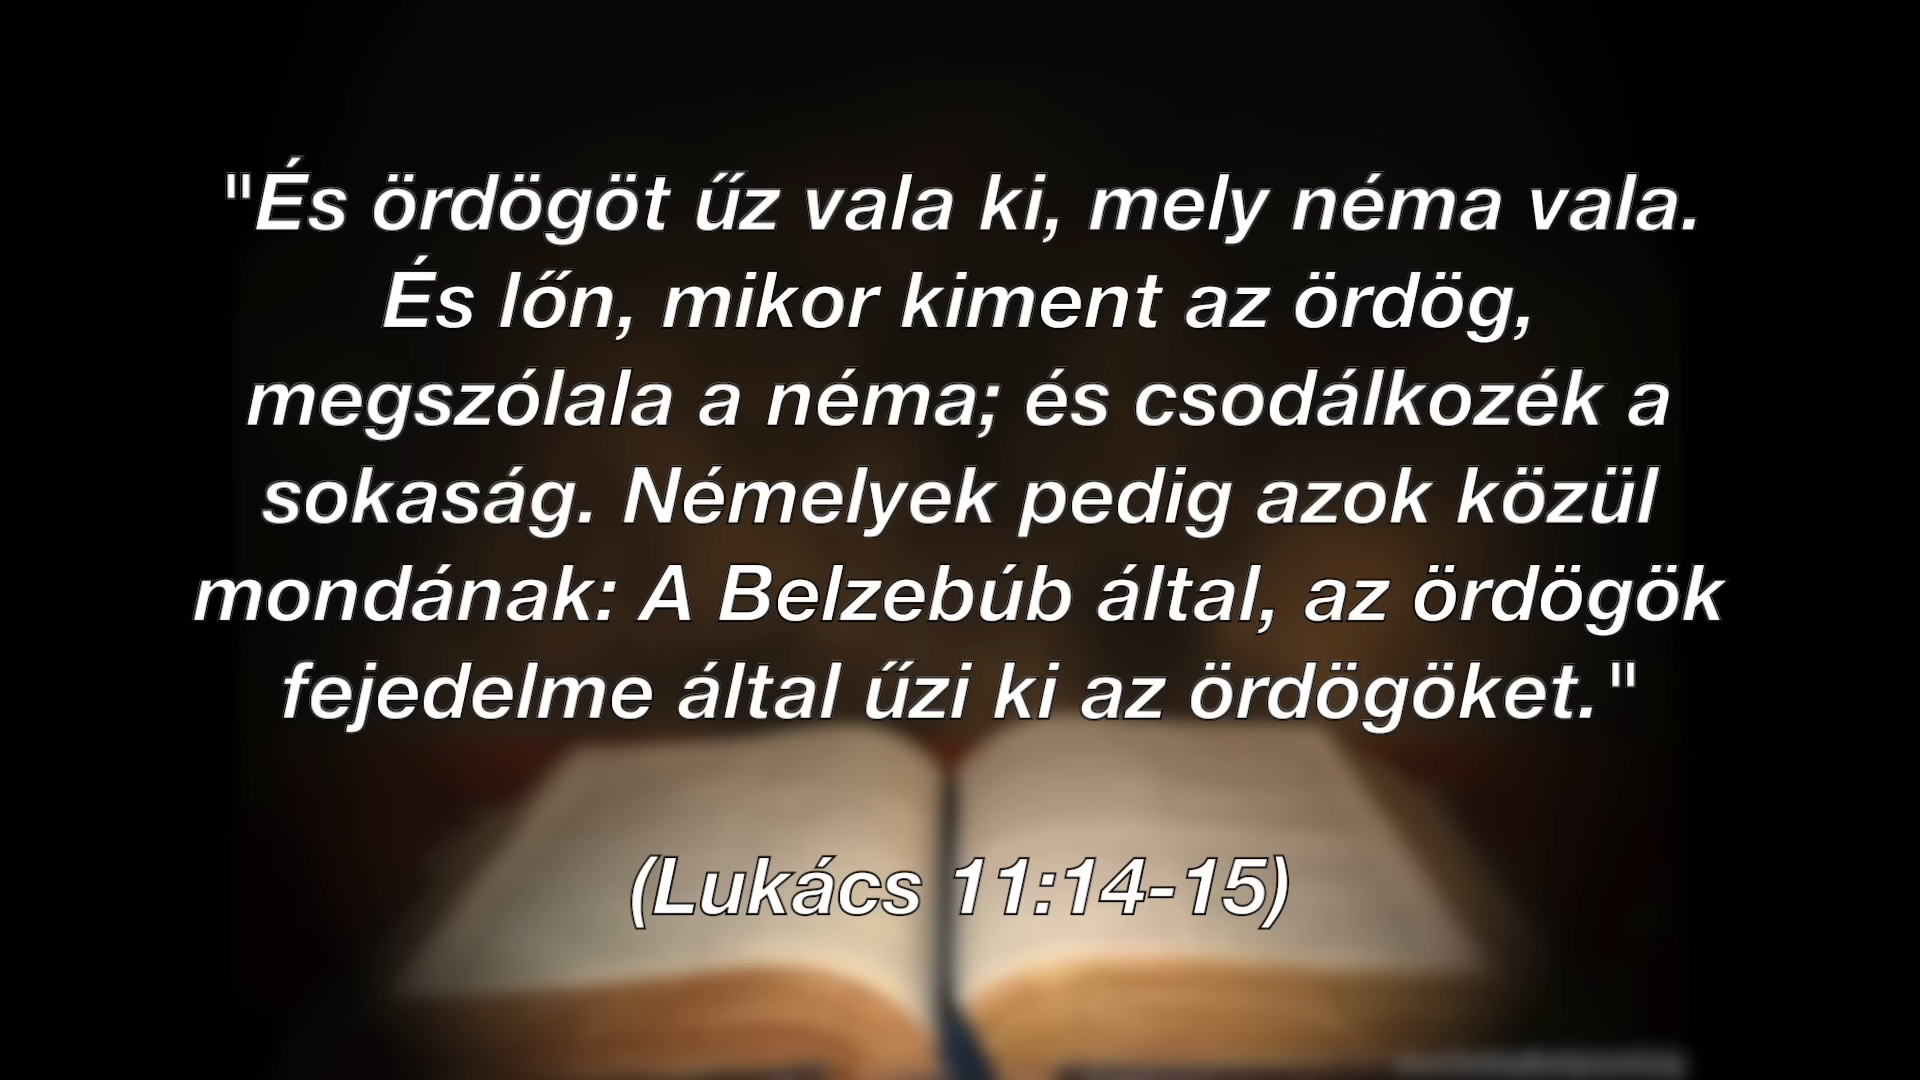 "És ördögöt űz vala ki, mely néma vala.
És lőn, mikor kiment az ördög,
megszólala a néma; és csodálkozék a
sokaság. Némelyek pedig azok közül
mondának: A Belzebúb által, az ördögök
fejedelme által űzi ki az ördögöket."
(Lukács 11:14-15)